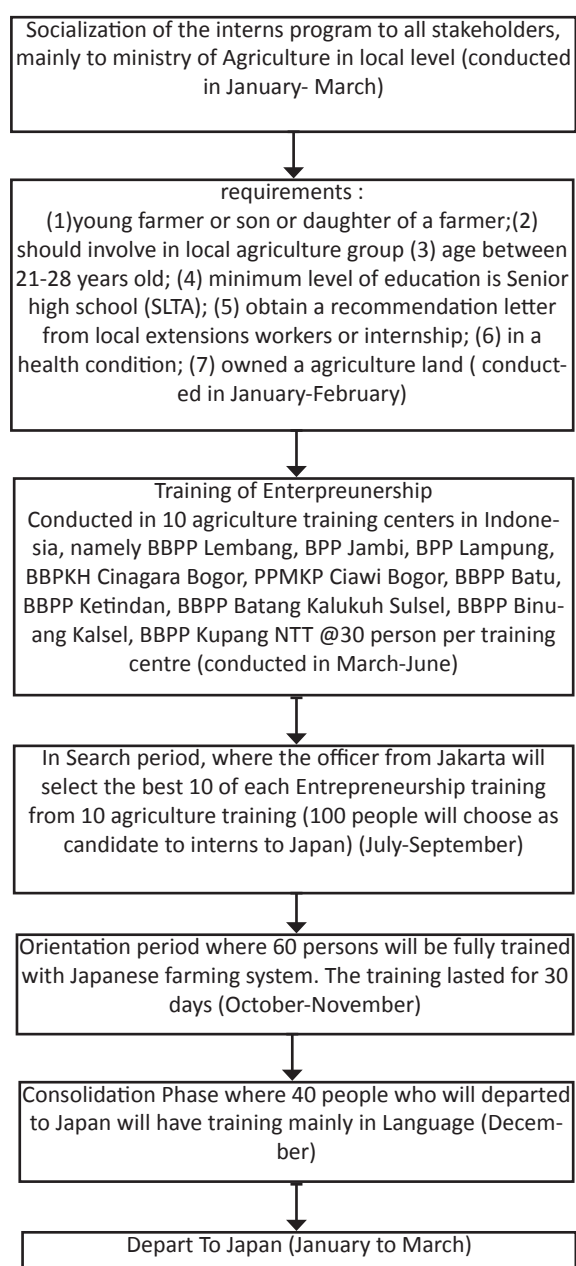 Socialization of the interns program to all stakeholders,
mainly to ministry of Agriculture in local level (conducted
in January- March)
requirements :
(1)young farmer or son or daughter of a farmer;(2)
should involve in local agriculture group (3) age between
21-28 years old; (4) minimum level of education is Senior
high school (SLTA); (5) obtain a recommendation letter
from local extensions workers or internship; (6) in a
health condition; (7) owned a agriculture land ( conduct-
ed in January-February)
Training of Enterpreunership
Conducted in 10 agriculture training centers in Indone-
sia, namely BBPP Lembang, BPP Jambi, BPP Lampung,
BBPKH Cinagara Bogor, PPMKP Ciawi Bogor, BBPP Batu,
BBPP Ketindan, BBPP Batang Kalukuh Sulsel, BBPP Binu-
ang Kalsel, BBPP Kupang NTT @30 person per training
centre (conducted in March-June)
In Search period, where the officer from Jakarta will
select the best 10 of each Entrepreneurship training
from 10 agriculture training (100 people will choose as
candidate to interns to Japan) (July-September)
Orientation period where 60 persons will be fully trained
with Japanese farming system. The training lasted for 30
days (October-November)
Consolidation Phase where 40 people who will departed
to Japan will have training mainly in Language (Decem-
ber)
Depart To Japan (January to March)